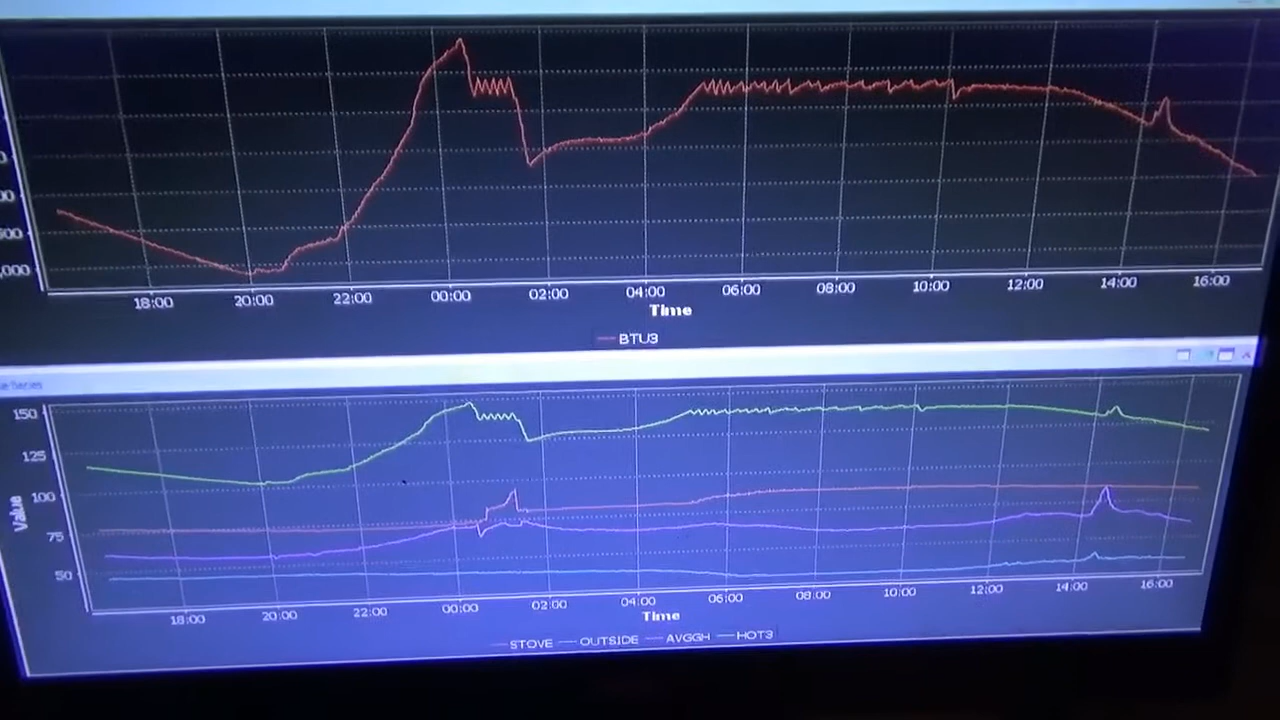 18:00 20:00 22:00 00:00 02:00 04:00 06:00 08:00 10:00 12:00 14:00 16:00
Time
BTU3
150
125
100
75
50
Value
18:00 20:00 22:00 00:00 02:00 04:00 06:00 08:00 10:00 12:00 14:00 16:00
Time
STOVE OUTSIDE AVGGH HOT3